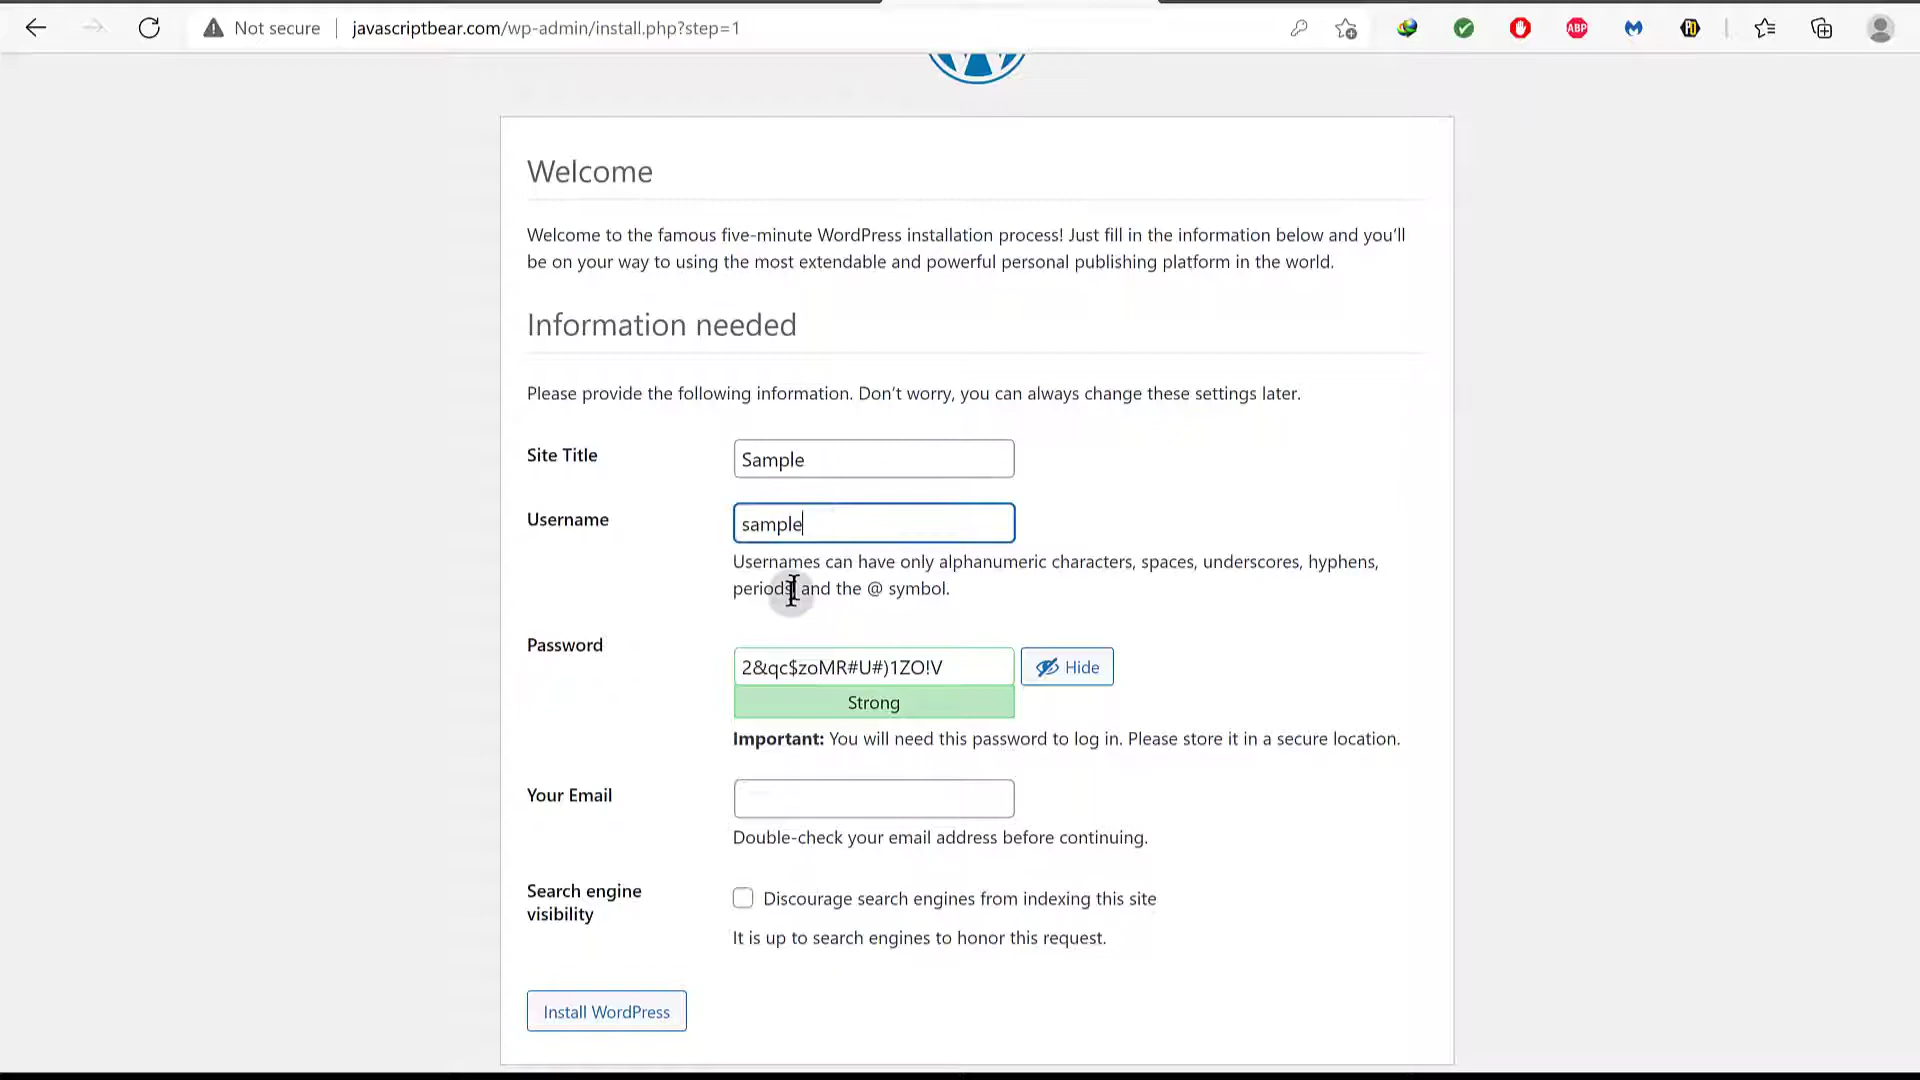 Not secure
javascriptbear.com/wp-admin/install.php?step=1
ABP
Welcome
Welcome to the famous five-minute WordPress installation process! Just fill in the information below and you’ll
be on your way to using the most extendable and powerful personal publishing platform in the world.
Information needed
Please provide the following information. Don’t worry, you can always change these settings later.
Site Title
Sample
Username
sample
Usernames can have only alphanumeric characters, spaces, underscores, hyphens,
periods, and the @ symbol.
Password
2&qc$zoMR#U#)1ZO!V
Hide
Strong
Important: You will need this password to log in. Please store it in a secure location.
Your Email
Double-check your email address before continuing.
Search engine
visibility
Discourage search engines from indexing this site
It is up to search engines to honor this request.
Install WordPress